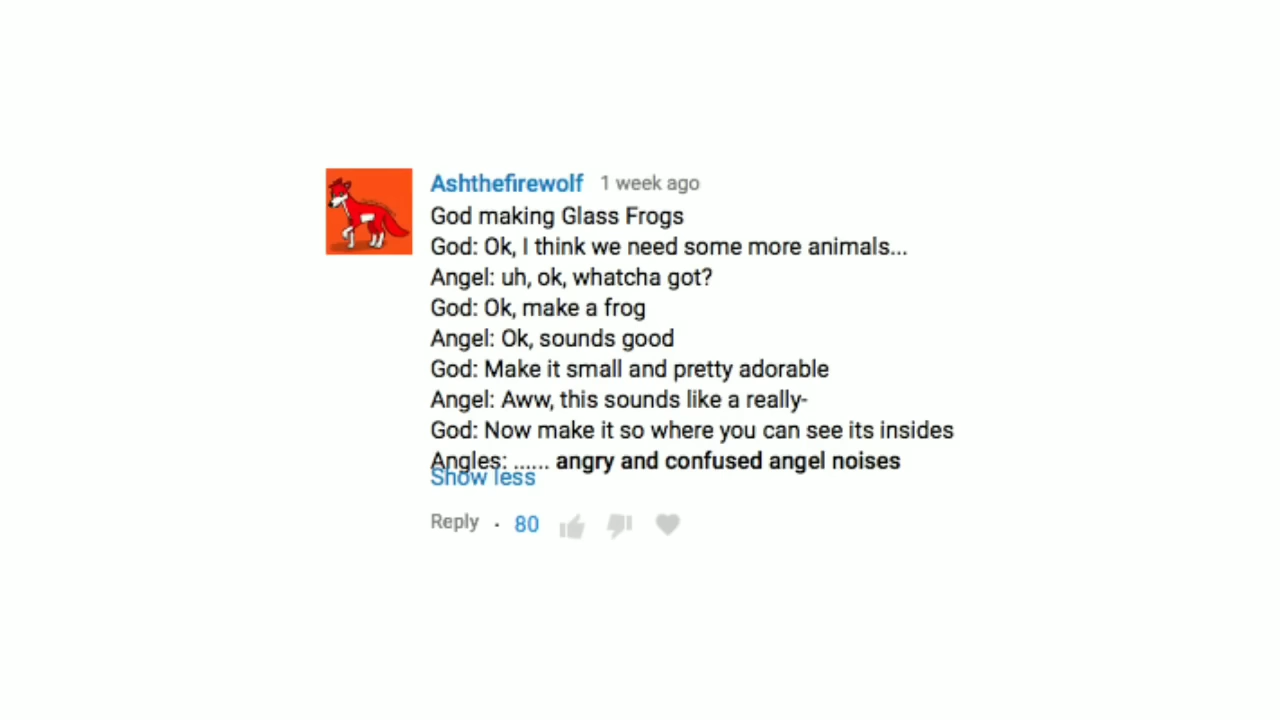 Ashthefirewolf 1 week ago
God making Glass Frogs
God: Ok, I think we need some more animals...
Angel: uh, ok, whatcha got?
God: Ok, make a frog
Angel: Ok, sounds good
God: Make it small and pretty adorable
Angel: Aww, this sounds like a really-
God: Now make it so where you can see its insides
Angles: ...... angry and confused angel noises
Show less
Reply · 80